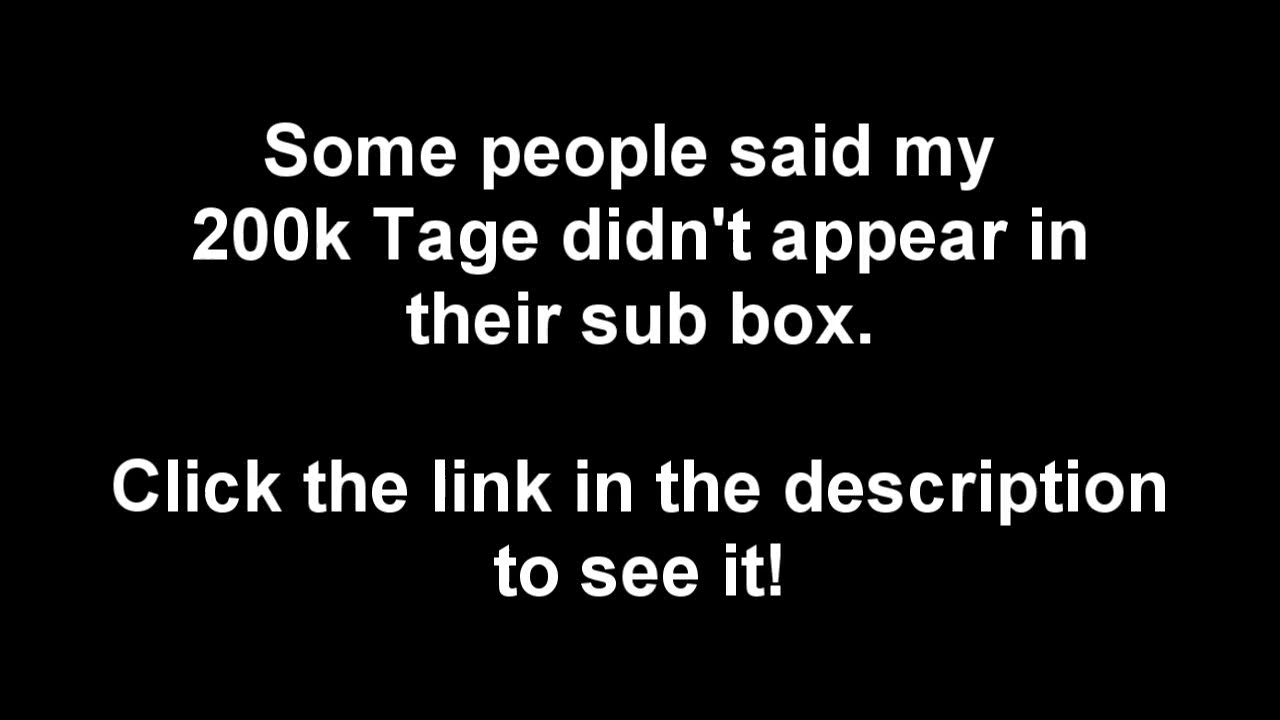 Some people said my
200k Tage didn't appear in
their sub box.
Click the link in the description
to see it!